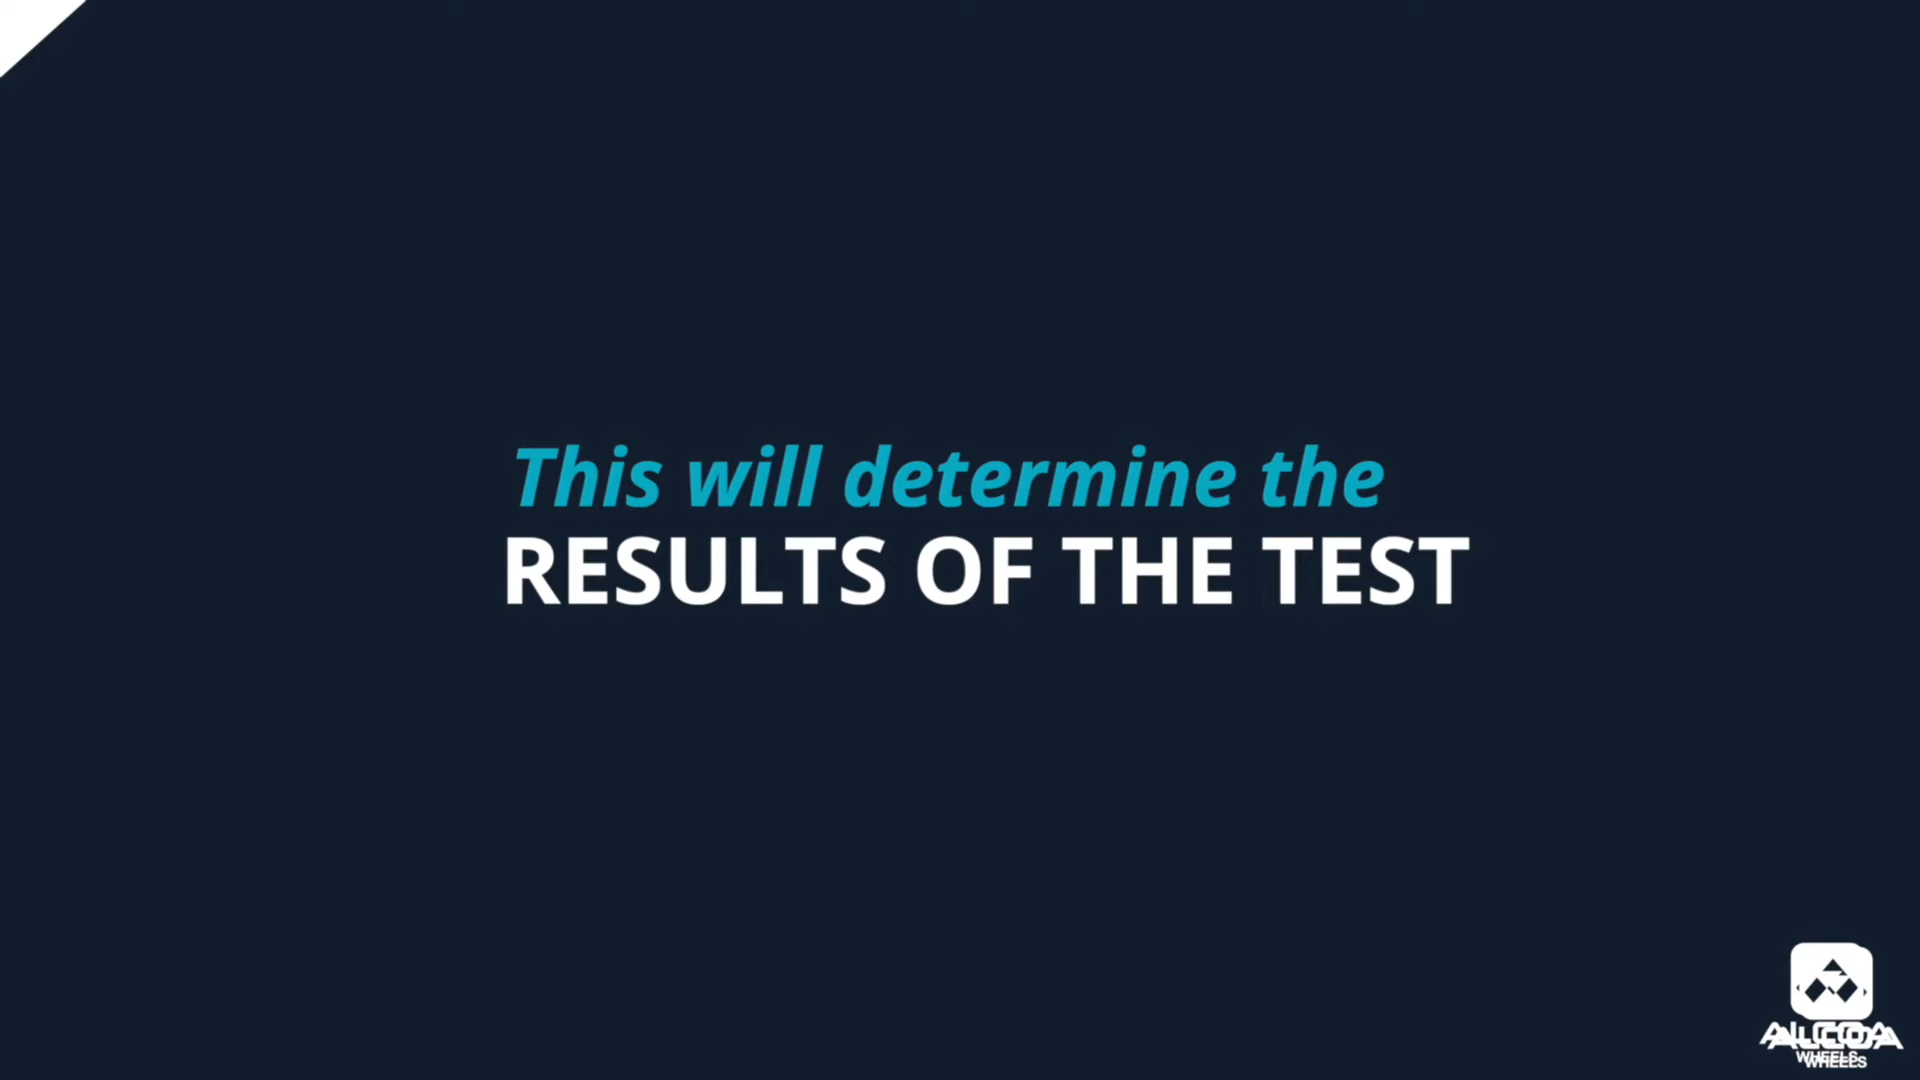 This will determine the
RESULTS OF THE TEST
ALCOA
WHEELS